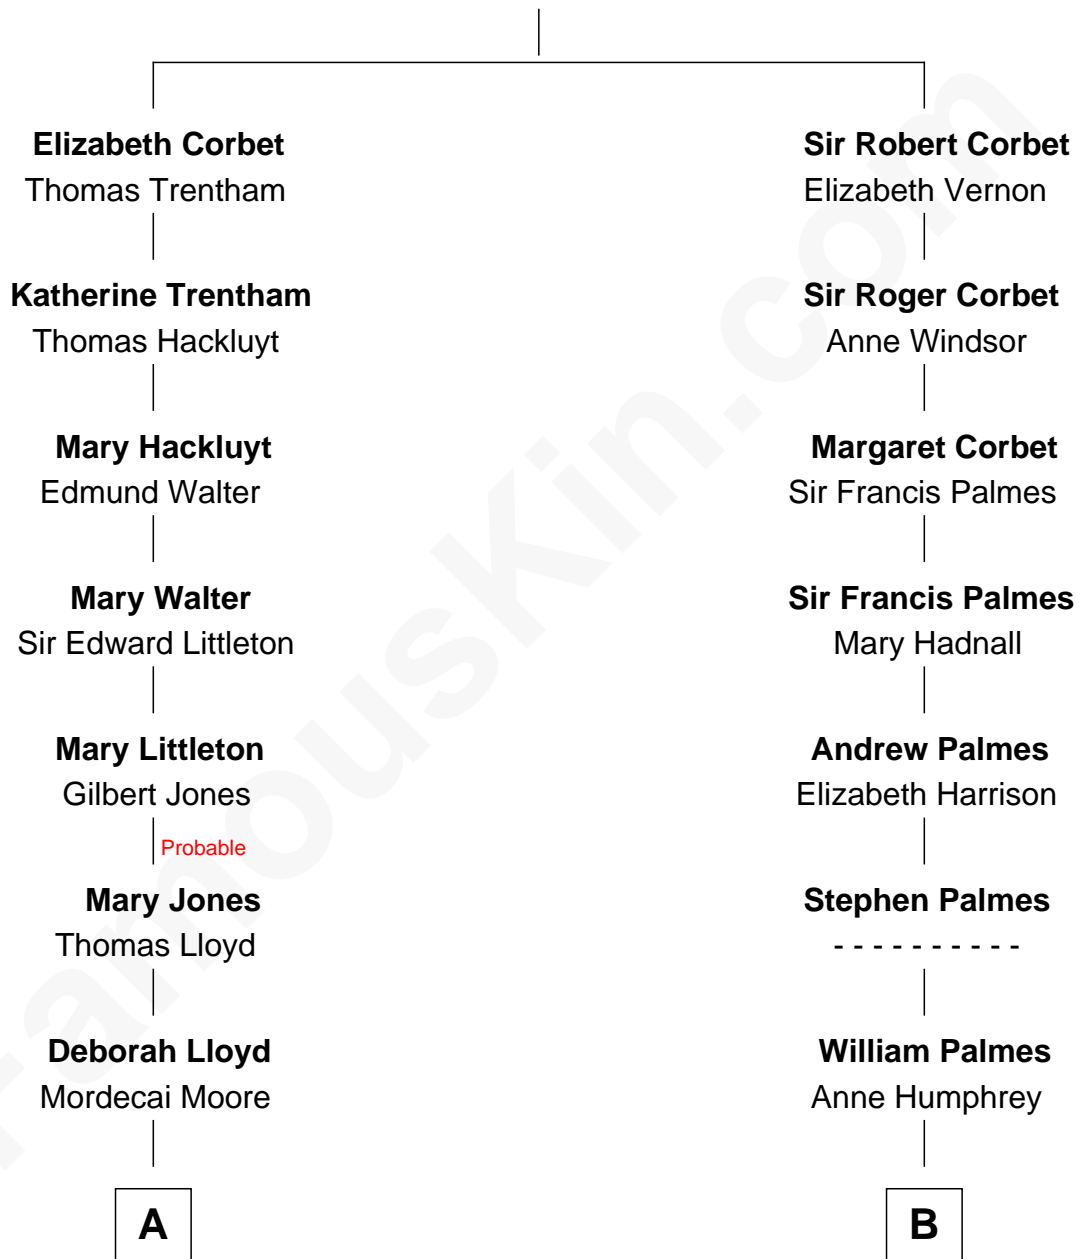 Elizabeth Corbet
Thomas Trentham
Katherine Trentham
Thomas Hackluyt
Mary Hackluyt
Edmund Walter
Mary Walter
Sir Edward Littleton
Mary Littleton
Gilbert Jones
Probable
Mary Jones
Thomas Lloyd
Deborah Lloyd
Mordecai Moore
A
Sir Robert Corbet
Elizabeth Vernon
Sir Roger Corbet
Anne Windsor
Margaret Corbet
Sir Francis Palmes
Sir Francis Palmes
Mary Hadnall
Andrew Palmes
Elizabeth Harrison
Stephen Palmes
- - - - - - - - - -
William Palmes
Anne Humphrey
B
FamousKin.com